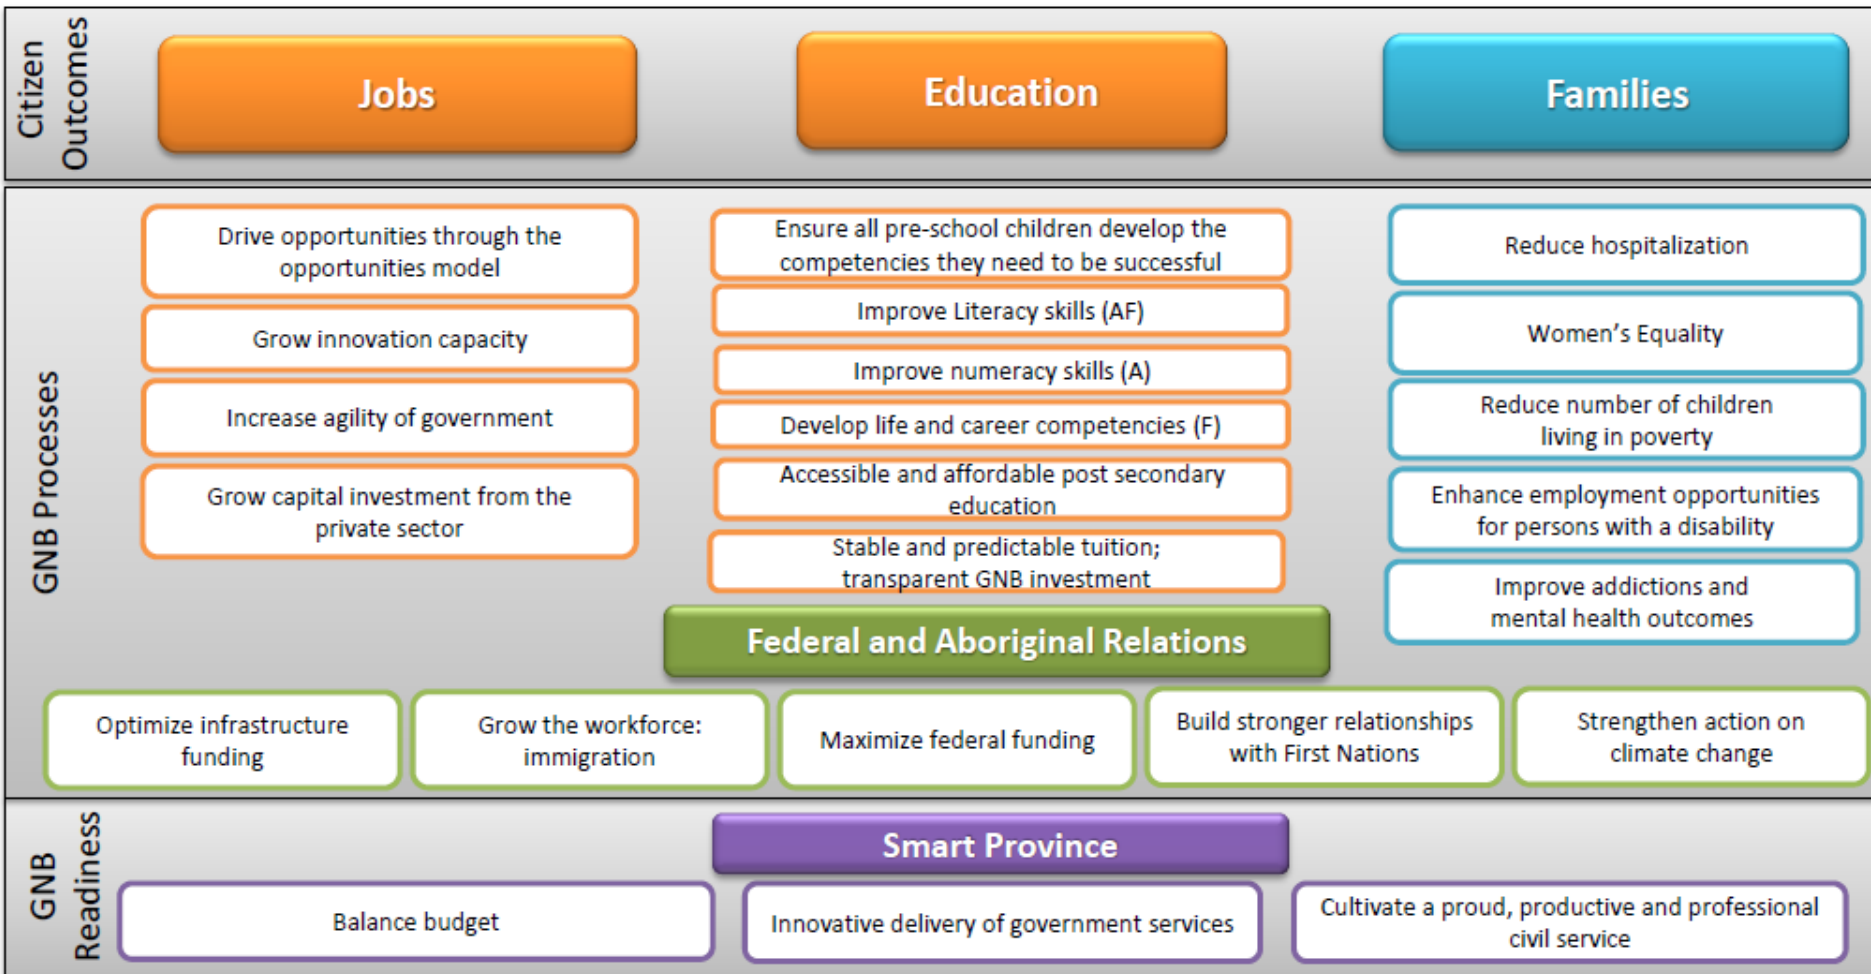 Citizen
Outcomes
Jobs
Education
Families
GNB Processes
Drive opportunities through the
opportunities model
Grow innovation capacity
Increase agility of government
Grow capital investment from the
private sector
Ensure all pre-school children develop the
competencies they need to be successful
Improve Literacy skills (AF)
Improve numeracy skills (A)
Develop life and career competencies (F)
Accessible and affordable post secondary
education
Stable and predictable tuition;
transparent GNB investment
Reduce hospitalization
Women’s Equality
Reduce number of children
living in poverty
Enhance employment opportunities
for persons with a disability
Improve addictions and
mental health outcomes
Federal and Aboriginal Relations
Optimize infrastructure
funding
Grow the workforce:
immigration
Maximize federal funding
Build stronger relationships
with First Nations
Strengthen action on
climate change
GNB
Readiness
Smart Province
Balance budget
Innovative delivery of government services
Cultivate a proud, productive and professional
civil service